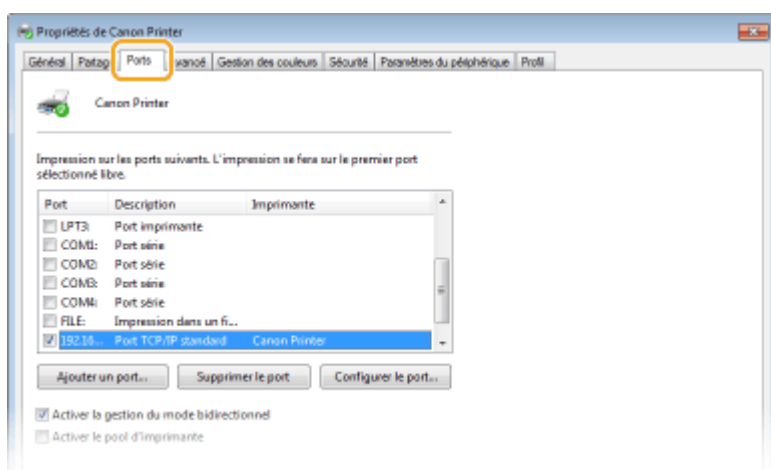 Propriétés de Canon Printer
Général Partag Ports vancé Gestion des couleurs Sécurité Paramètres du périphérique Profil
Canon Printer
Impression sur les ports suivants. L'impression se fera sur le premier port
sélectionné libre.
Port Description Imprimante
LPT3: Port imprimante
COM1: Port série
COM2: Port série
COM3: Port série
COM4: Port série
FILE: Impression dans un fi...
192.16... Port TCP/IP standard Canon Printer
Ajouter un port... Supprimer le port Configurer le port...
Activer la gestion du mode bidirectionnel
Activer le pool d'imprimante